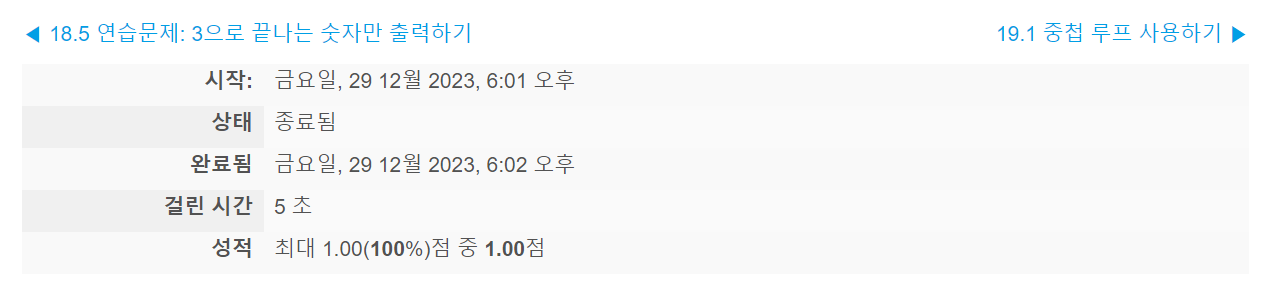 ◀ 18.5 연습문제: 3으로 끝나는 숫자만 출력하기 19.1 중첩 루프 사용하기 ▶
시작: 금요일, 29 12월 2023, 6:01 오후
상태 종료됨
완료됨 금요일, 29 12월 2023, 6:02 오후
걸린 시간 5 초
성적 최대 1.00(100%)점 중 1.00점